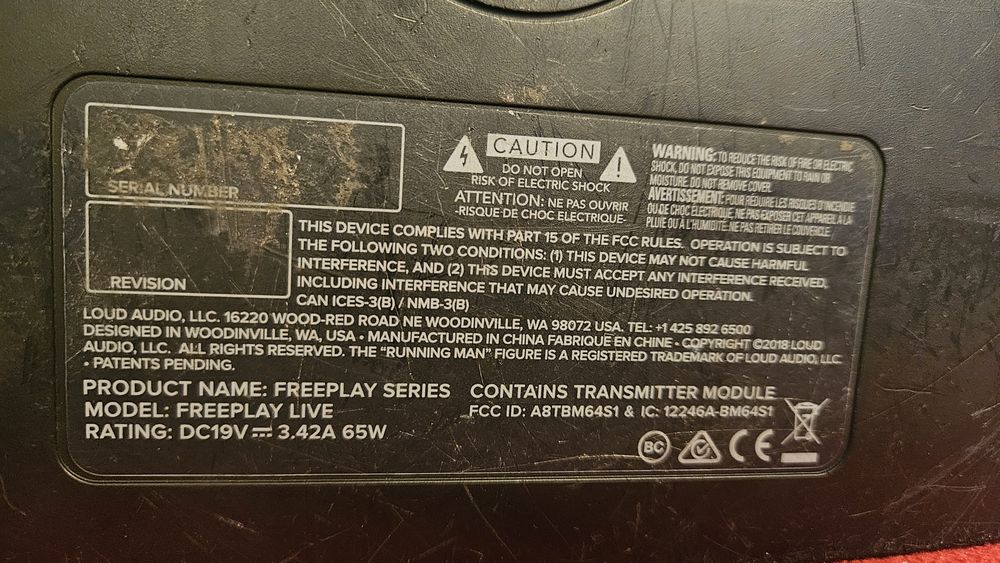 SERIAL NUMBER
REVISION
CAUTION
DO NOT OPEN
RISK OF ELECTRIC SHOCK
ATTENTION: NE PAS OUVRIR
-RISQUE DE CHOC ELECTRIQUE-
WARNING: TO REDUCE THE RISK OF FIRE OR ELECTRIC
SHOCK, DO NOT EXPOSE THIS EQUIPMENT TO RAIN OR
MOISTURE. DO NOT REMOVE COVER.
AVERTISSEMENT: POUR RÉDUIRE LES RISQUES D'INCENDIE
OU DE CHOC ÉLECTRIQUE, NE PAS EXPOSER CET APPAREIL A LA
PLUIE OU A L'HUMIDITÉ. NE PAS RETIRER LE COUVERCLE.
THIS DEVICE COMPLIES WITH PART 15 OF THE FCC RULES. OPERATION IS SUBJECT TO
THE FOLLOWING TWO CONDITIONS: (1) THIS DEVICE MAY NOT CAUSE HARMFUL
INTERFERENCE, AND (2) THIS DEVICE MUST ACCEPT ANY INTERFERENCE RECEIVED,
INCLUDING INTERFERENCE THAT MAY CAUSE UNDESIRED OPERATION.
CAN ICES-3(B) / NMB-3(B)
LOUD AUDIO, LLC. 16220 WOOD-RED ROAD NE WOODINVILLE, WA 98072 USA. TEL: +1 425 892 6500
DESIGNED IN WOODINVILLE, WA, USA • MANUFACTURED IN CHINA FABRIQUÉ EN CHINE • COPYRIGHT ©2018 LOUD
AUDIO, LLC. ALL RIGHTS RESERVED. THE “RUNNING MAN” FIGURE IS A REGISTERED TRADEMARK OF LOUD AUDIO, LLC.
• PATENTS PENDING.
PRODUCT NAME: FREEPLAY SERIES
MODEL: FREEPLAY LIVE
RATING: DC19V⎓ 3.42A 65W
CONTAINS TRANSMITTER MODULE
FCC ID: A8TBM64S1 & IC: 12246A-BM64S1
BC
CE